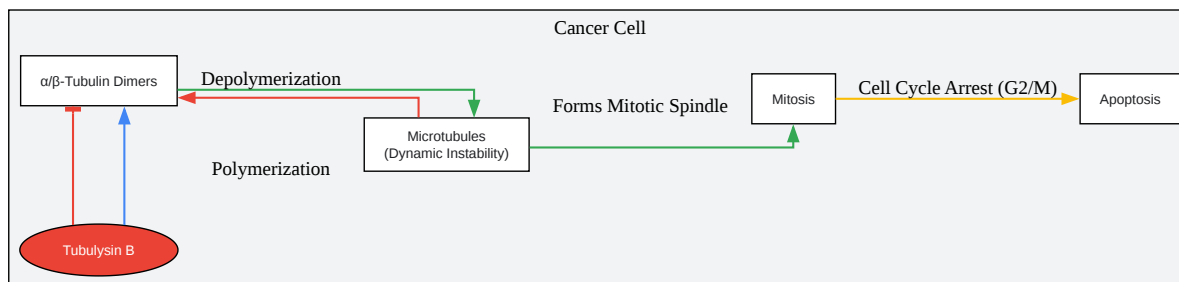 Cancer Cell
α/β-Tubulin Dimers
Depolymerization
Forms Mitotic Spindle
Mitosis
Cell Cycle Arrest (G2/M)
Apoptosis
Microtubules
(Dynamic Instability)
Polymerization
Tubulysin B